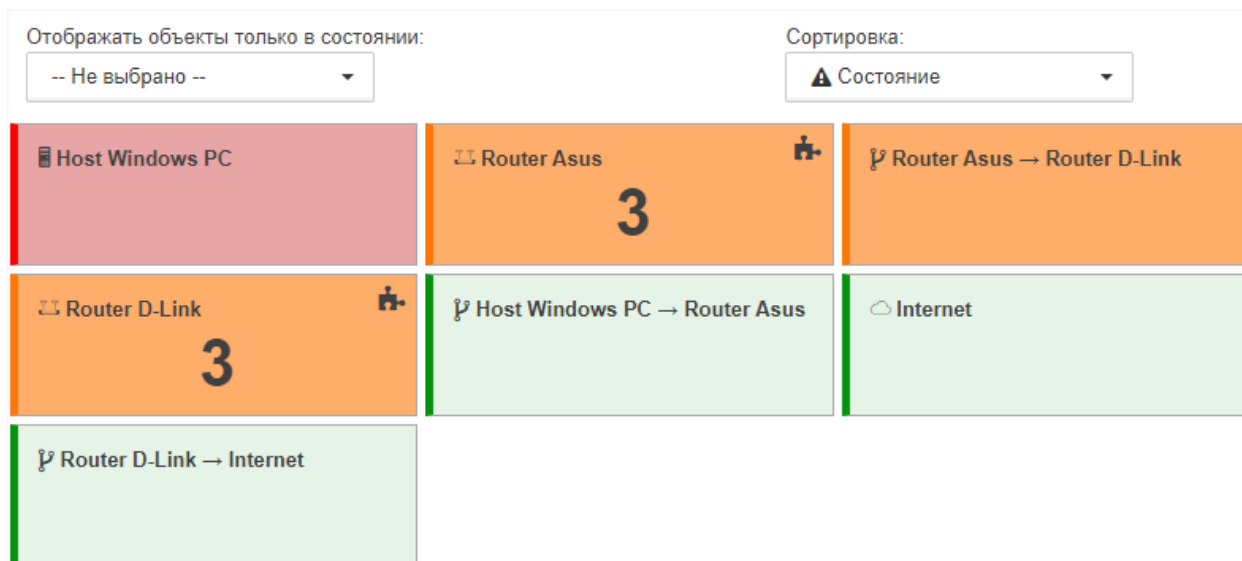 Отображать объекты только в состоянии:
Сортировка:
-- Не выбрано --
Состояние
Host Windows PC
Router Asus
3
Router Asus → Router D-Link
Router D-Link
3
Host Windows PC → Router Asus
Internet
Router D-Link → Internet